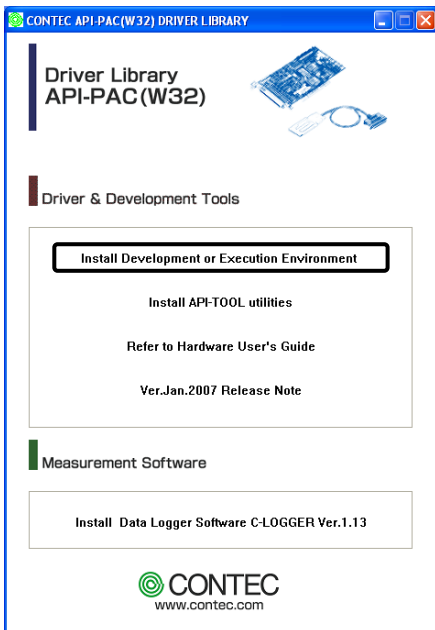 CONTEC API-PAC(W32) DRIVER LIBRARY
Driver Library
API-PAC(W32)
Driver & Development Tools
Install Development or Execution Environment
Install API-TOOL utilities
Refer to Hardware User's Guide
Ver.Jan.2007 Release Note
Measurement Software
Install Data Logger Software C-LOGGER Ver.1.13
CONTEC
www.contec.com